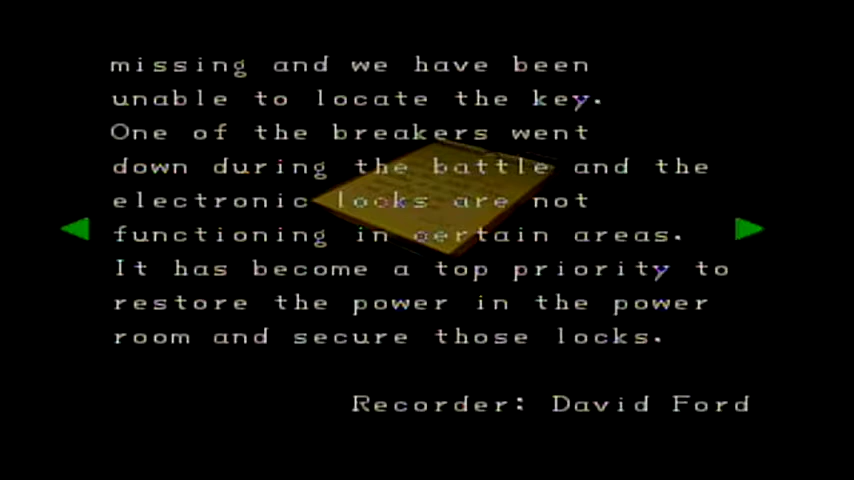 missing and we have been
unable to locate the key.
One of the breakers went
down during the battle and the
electronic locks are not
functioning in certain areas.
It has become a top priority to
restore the power in the power
room and secure those locks.
Recorder: David Ford